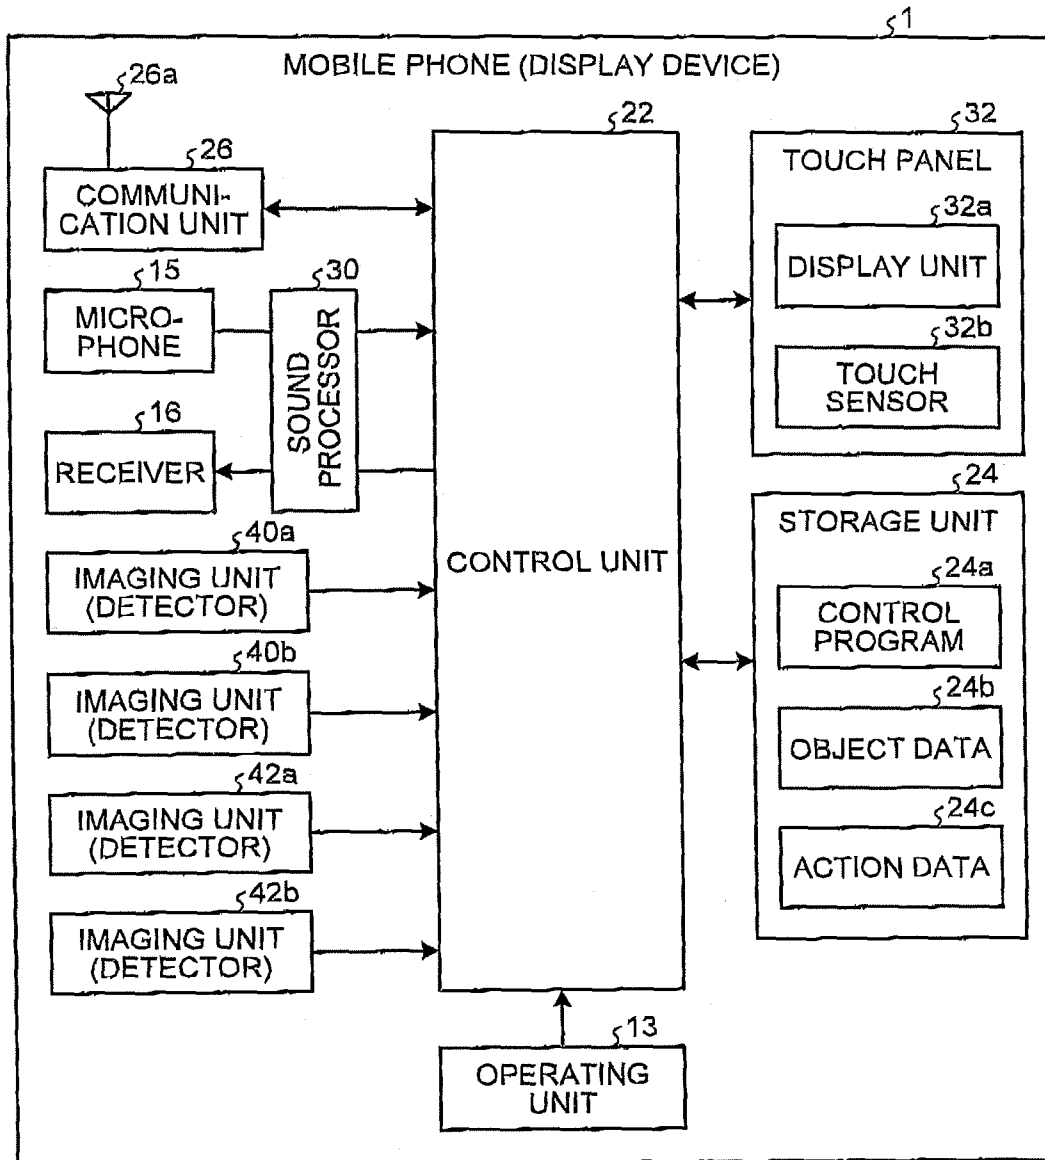 1
MOBILE PHONE (DISPLAY DEVICE)
26a
26
COMMUNI-
CATION UNIT
15
MICRO-
PHONE
30
SOUND
PROCESSOR
16
RECEIVER
40a
IMAGING UNIT
(DETECTOR)
40b
IMAGING UNIT
(DETECTOR)
42a
IMAGING UNIT
(DETECTOR)
42b
IMAGING UNIT
(DETECTOR)
22
CONTROL UNIT
13
OPERATING
UNIT
32
TOUCH PANEL
32a
DISPLAY UNIT
32b
TOUCH
SENSOR
24
STORAGE UNIT
24a
CONTROL
PROGRAM
24b
OBJECT DATA
24c
ACTION DATA